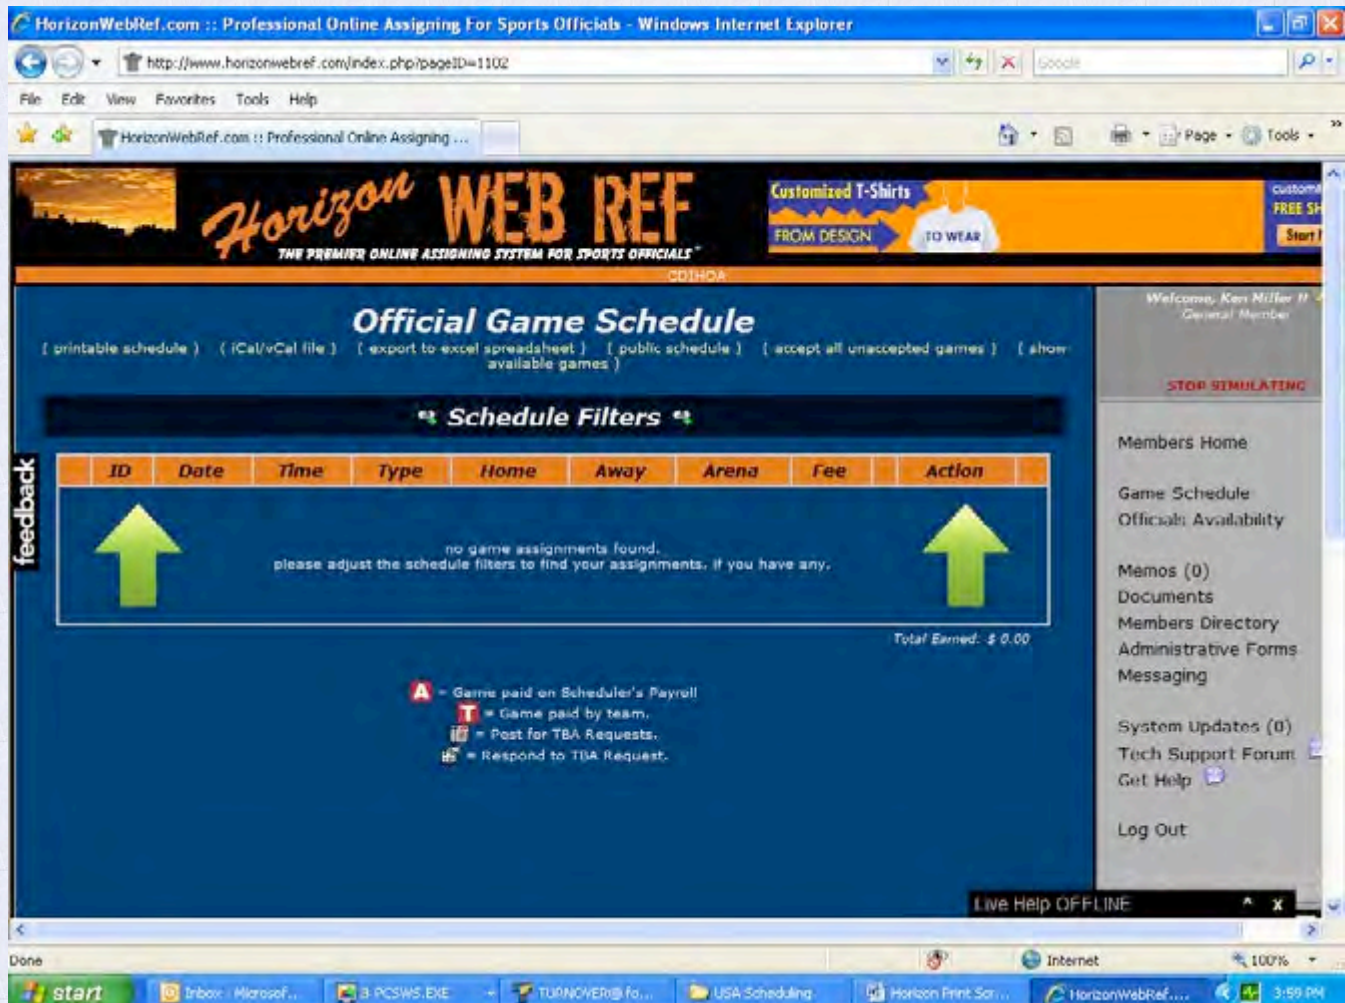 HorizonWebRef.com :: Professional Online Assigning For Sports Officials - Windows Internet Explorer
http://www.horizonwebref.com/index.php?pageID=1102
Google
File Edit View Favorites Tools Help
HorizonWebRef.com :: Professional Online Assigning ...
Page Tools
Horizon WEB REF
THE PREMIER ONLINE ASSIGNING SYSTEM FOR SPORTS OFFICIALS
Customized T-Shirts
FROM DESIGN
TO WEAR
FREE SH
Start
CDIHOA
Official Game Schedule
( printable schedule ) ( iCal/vCal file ) ( export to excel spreadsheet ) ( public schedule ) ( accept all unaccepted games ) ( show
available games )
Schedule Filters
ID Date Time Type Home Away Arena Fee Action
no game assignments found.
please adjust the schedule filters to find your assignments. if you have any.
Total Earned: $ 0.00
A = Game paid on Scheduler's Payroll
T = Game paid by team.
= Post for TBA Requests.
= Respond to TBA Request.
feedback
Welcome, Ken Miller !!
General Member
STOP SIMULATING
Members Home
Game Schedule
Officials Availability
Memos (0)
Documents
Members Directory
Administrative Forms
Messaging
System Updates (0)
Tech Support Forum
Get Help
Log Out
Live Help OFFLINE ^ x
Done
Internet
100%
start
Inbox - Microsof...
3 PCSWS.EXE
TURNOVER@ fo...
USA Scheduling
Horizon Print Scr...
HorizonWebRef....
3:59 PM